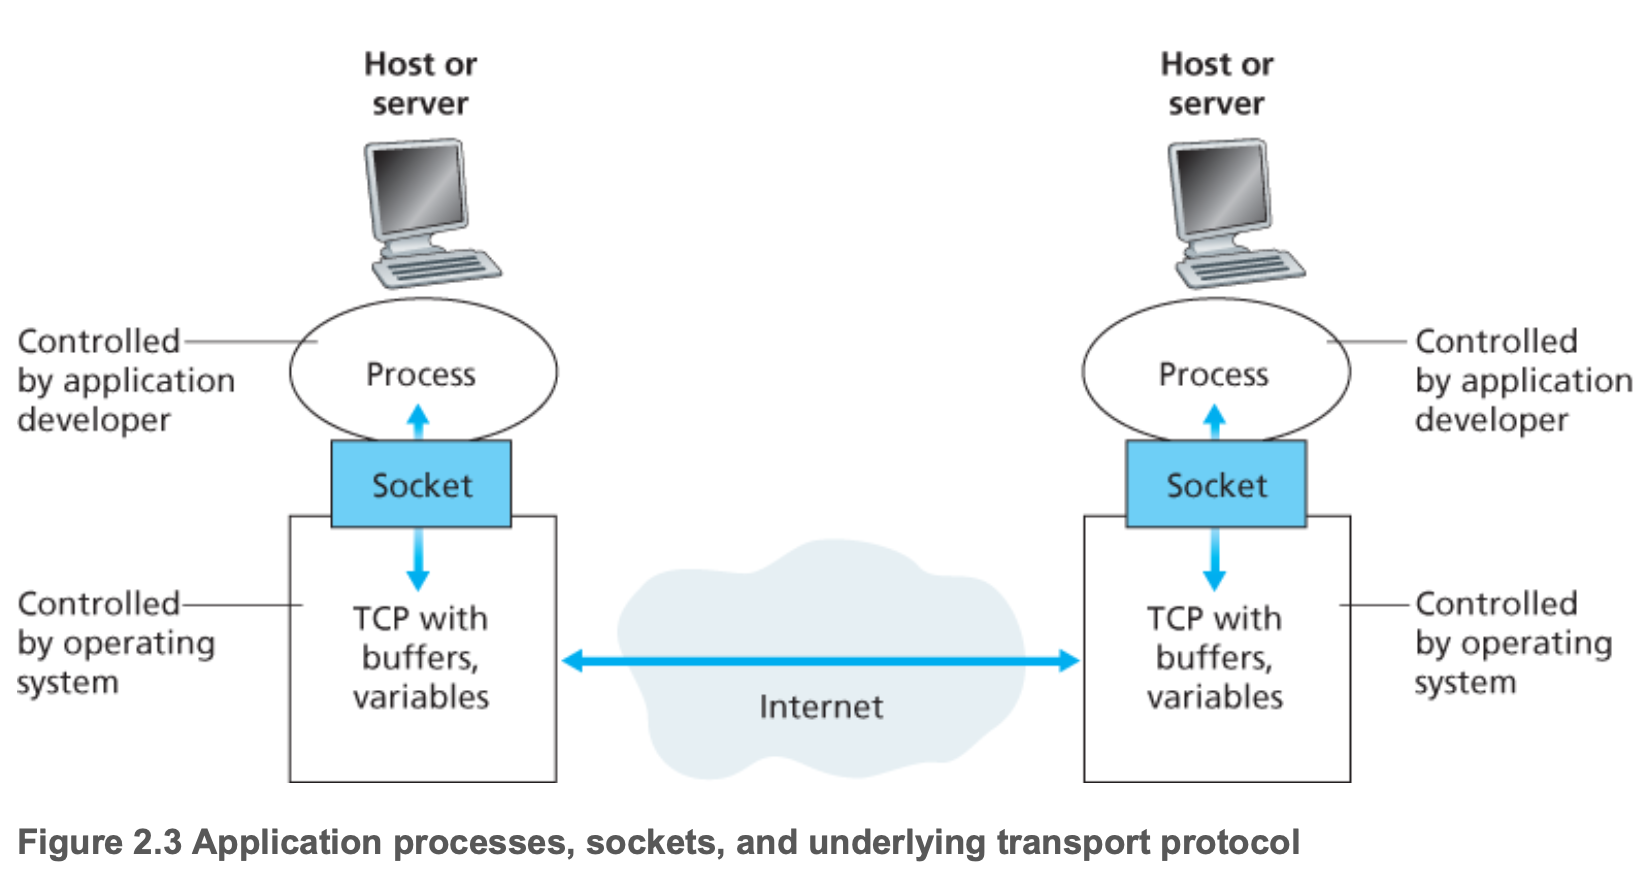 Host or
server
Host or
server
Controlled
by application
developer
Process
Process
Controlled
by application
developer
Socket
Socket
Controlled
by operating
system
TCP with
buffers,
variables
Internet
TCP with
buffers,
variables
Controlled
by operating
system
Figure 2.3 Application processes, sockets, and underlying transport protocol